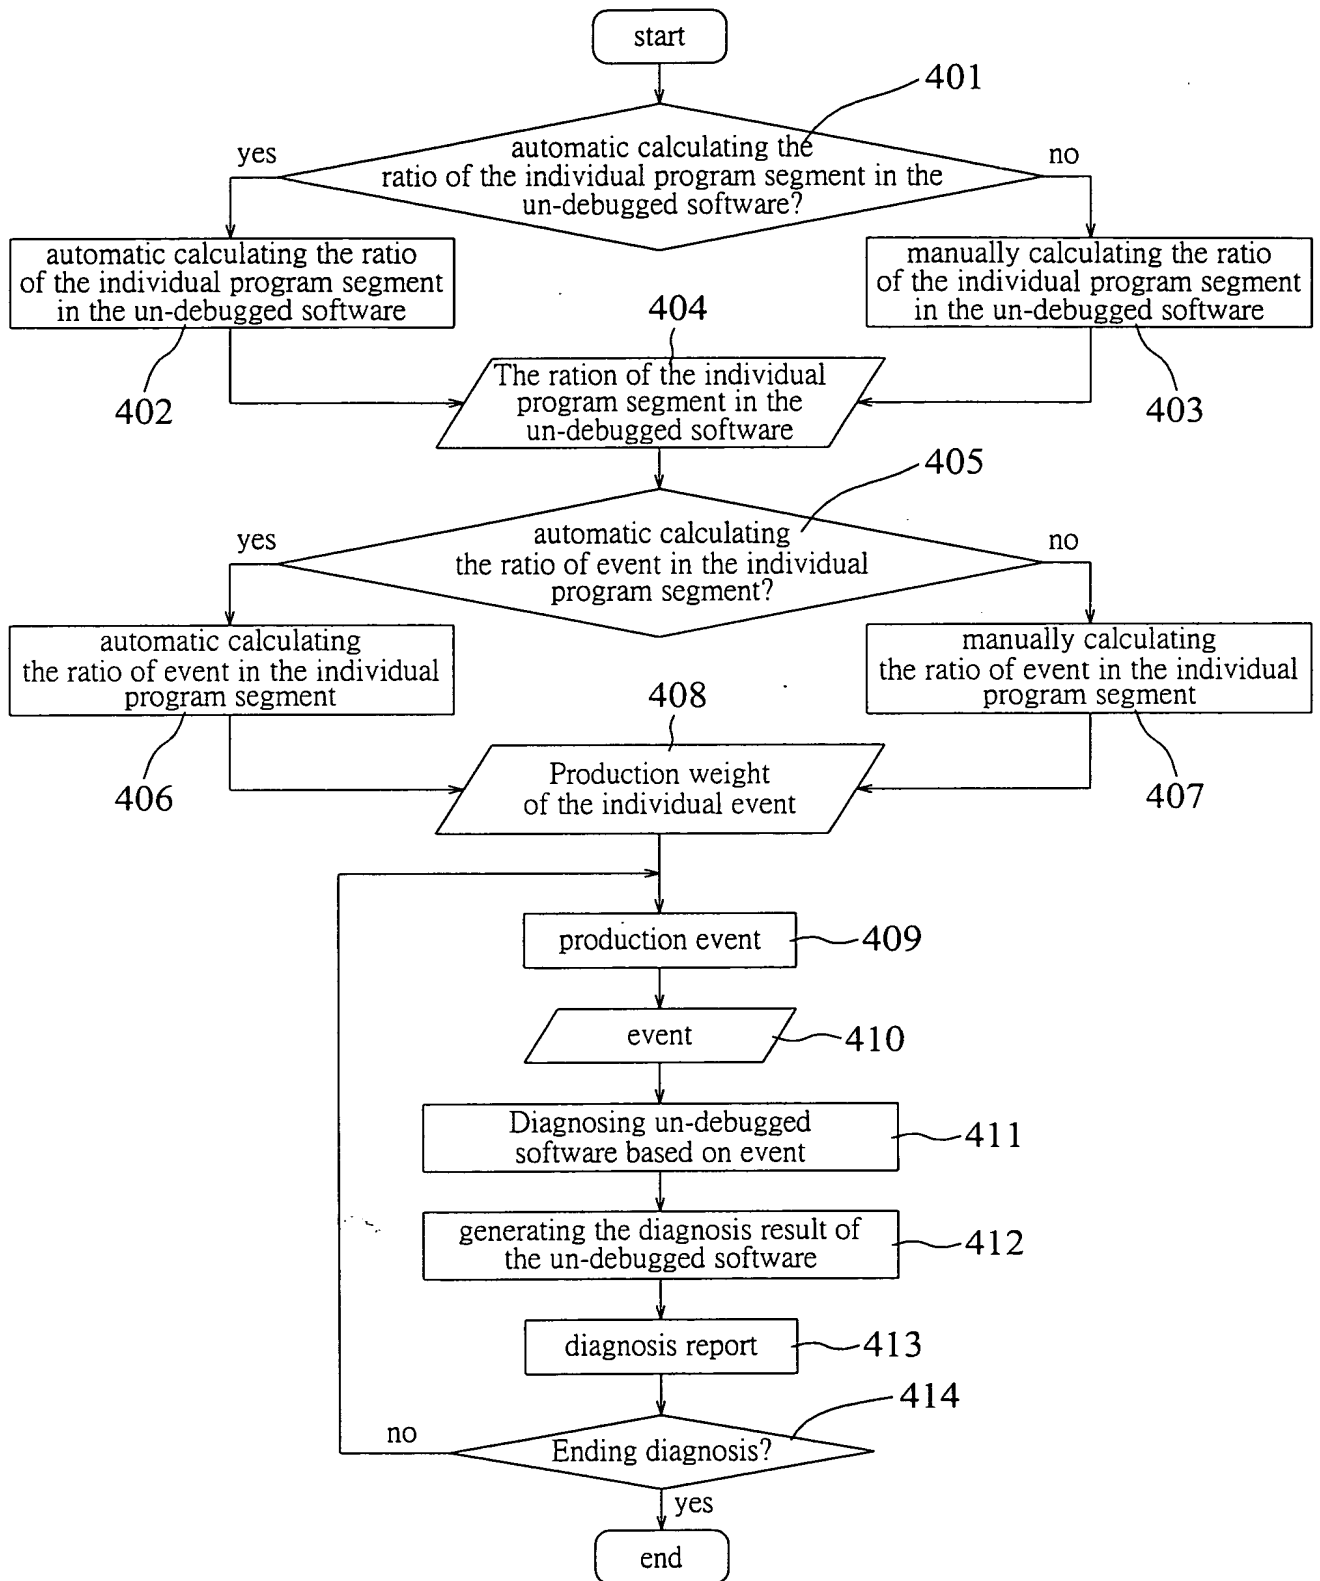 start
401
automatic calculating the
ratio of the individual program segment in the
un-debugged software?
yes
no
automatic calculating the ratio
of the individual program segment
in the un-debugged software
manually calculating the ratio
of the individual program segment
in the un-debugged software
402
404
403
The ration of the individual
program segment in the
un-debugged software
405
automatic calculating
the ratio of event in the individual
program segment?
yes
no
automatic calculating
the ratio of event in the individual
program segment
manually calculating
the ratio of event in the individual
program segment
406
408
407
Production weight
of the individual event
production event
409
event
410
Diagnosing un-debugged
software based on event
411
generating the diagnosis result of
the un-debugged software
412
diagnosis report
413
414
Ending diagnosis?
no
yes
end